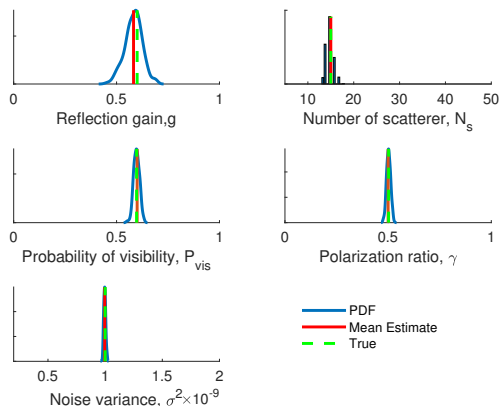 0 0.5 1
Reflection gain,g
10 20 30 40 50
Number of scatterer, N_s
0 0.5 1
Probability of visibility, P_vis
0 0.5 1
Polarization ratio, γ
0.5 1 1.5 2
Noise variance, σ²×10⁻⁹
PDF
Mean Estimate
True